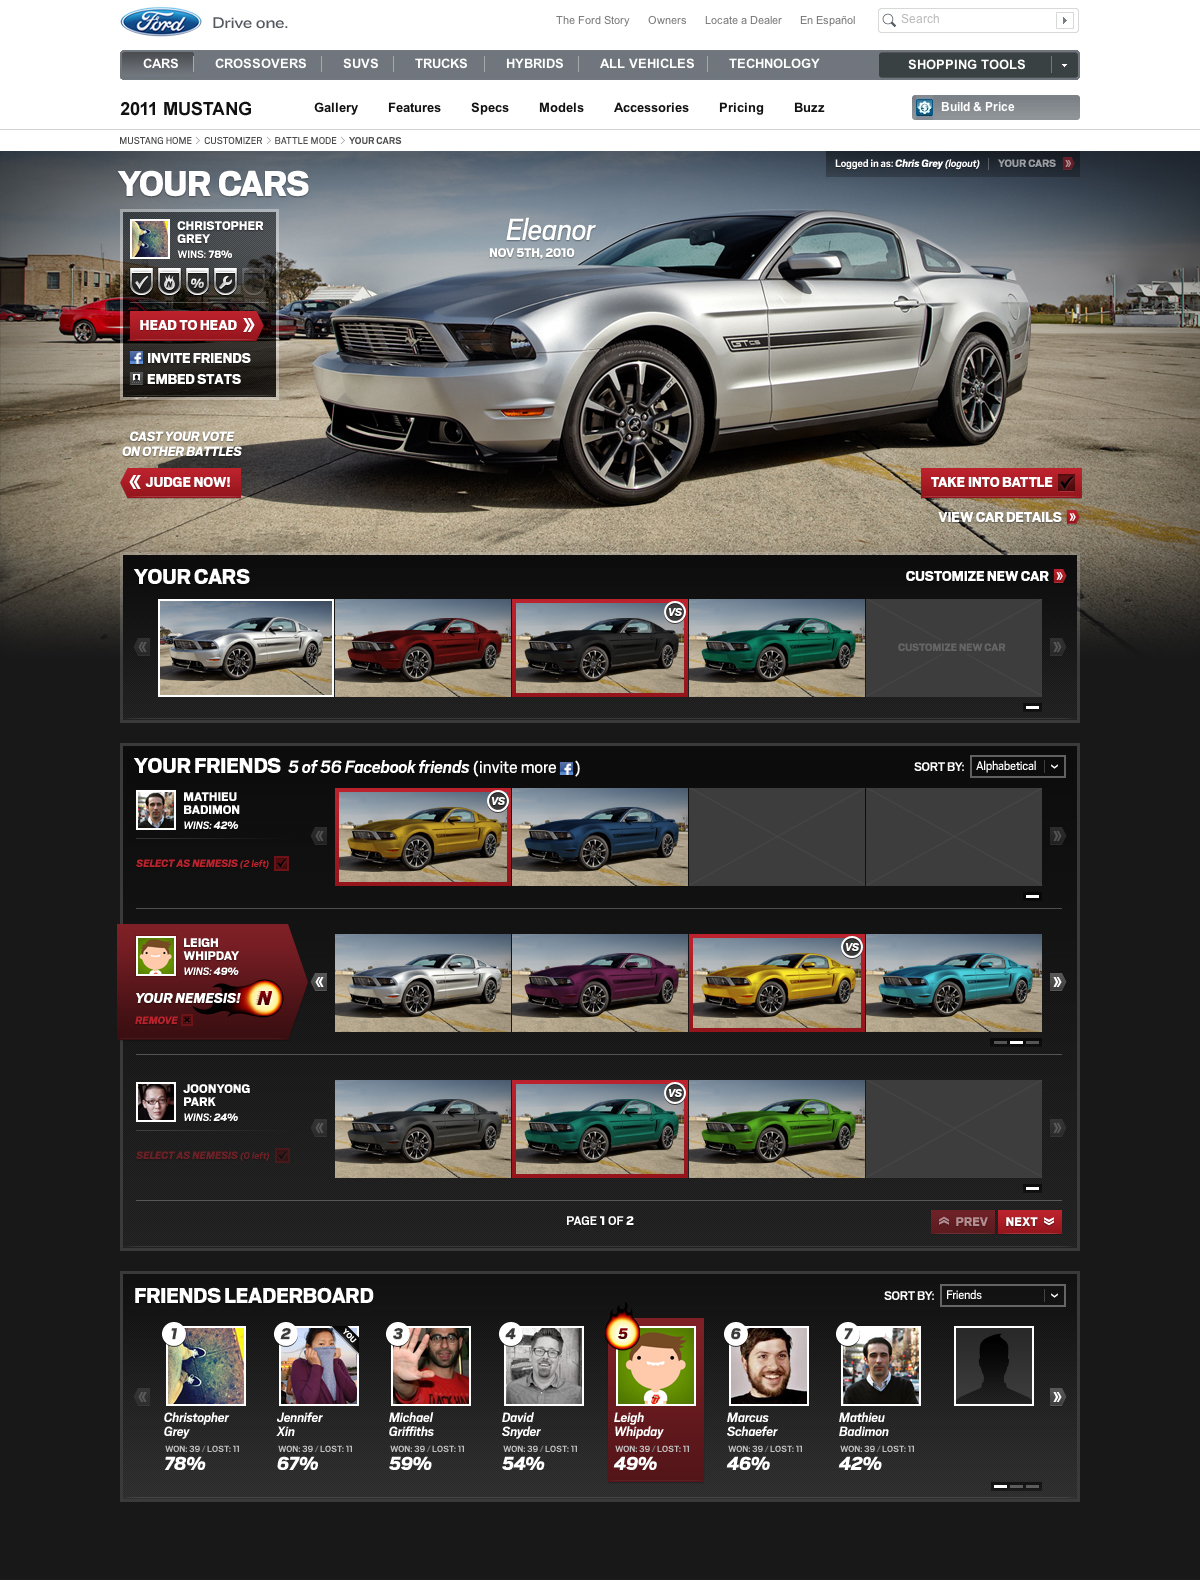 Ford Drive one.
The Ford Story Owners Locate a Dealer En Español Search
CARS CROSSOVERS SUVS TRUCKS HYBRIDS ALL VEHICLES TECHNOLOGY SHOPPING TOOLS
2011 MUSTANG Gallery Features Specs Models Accessories Pricing Buzz Build & Price
MUSTANG HOME > CUSTOMIZER > BATTLE MODE > YOUR CARS
Logged in as: Chris Grey (logout) YOUR CARS
YOUR CARS
CHRISTOPHER
GREY
WINS: 78%
%
HEAD TO HEAD
INVITE FRIENDS
EMBED STATS
Eleanor
NOV 5TH, 2010
GT CS
CAST YOUR VOTE
ON OTHER BATTLES
JUDGE NOW!
TAKE INTO BATTLE
VIEW CAR DETAILS
YOUR CARS CUSTOMIZE NEW CAR
VS
CUSTOMIZE NEW CAR
YOUR FRIENDS 5 of 56 Facebook friends (invite more f) SORT BY: Alphabetical
MATHIEU
BADIMON
WINS: 42%
SELECT AS NEMESIS (2 left)
VS
LEIGH
WHIPDAY
WINS: 49%
YOUR NEMESIS! N
REMOVE
VS
JOONYONG
PARK
WINS: 24%
SELECT AS NEMESIS (0 left)
VS
PAGE 1 OF 2 PREV NEXT
FRIENDS LEADERBOARD SORT BY: Friends
1 2 YOU 3 4 5 6 7
Christopher Jennifer Michael David Leigh Marcus Mathieu
Grey Xin Griffiths Snyder Whipday Schaefer Badimon
WON: 39 / LOST: 11 WON: 39 / LOST: 11 WON: 39 / LOST: 11 WON: 39 / LOST: 11 WON: 39 / LOST: 11 WON: 39 / LOST: 11 WON: 39 / LOST: 11
78% 67% 59% 54% 49% 46% 42%